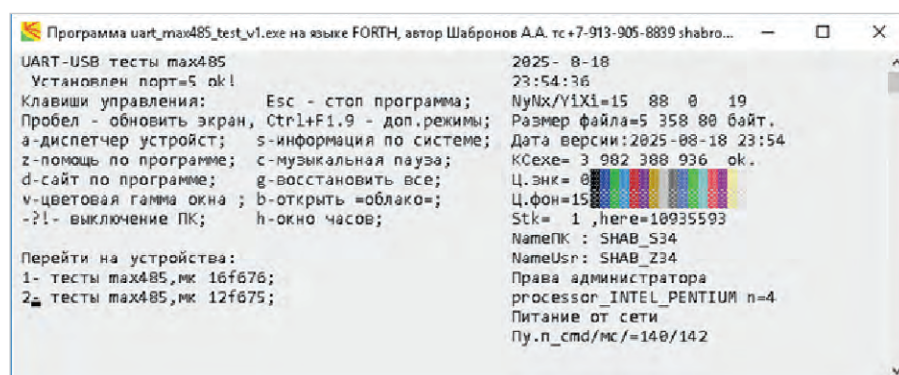 Программа uart_max485_test_v1.exe на языке FORTH, автор Шабронов А.А. тс+7-913-905-8839 shabro...
UART-USB тесты max485
Установлен порт=5 ok!
Клавиши управления: Esc - стоп программа;
Пробел - обновить экран, Ctrl+F1.9 - доп.режимы;
a-диспетчер устройст; s-информация по системе;
z-помощь по программе; c-музыкальная пауза;
d-сайт по программе; g-восстановить все;
v-цветовая гамма окна ; b-открыть =облако=;
-?!- выключение ПК; h-окно часов;
Перейти на устройства:
1- тесты max485,мк 16f676;
2- тесты max485,мк 12f675;
2025- 8-18
23:54:36
NyNx/YiXi=15 88 0 19
Размер файла=5 358 80 байт.
Дата версии:2025-08-18 23:54
КСexe= 3 982 388 936 ok.
Ц.знк= 0
Ц.фон=15
Stk= 1 ,here=10935593
NameПК : SHAB_S34
NameUsr: SHAB_Z34
Права администратора
processor_INTEL_PENTIUM n=4
Питание от сети
Пу.п_cmd/мс/=140/142